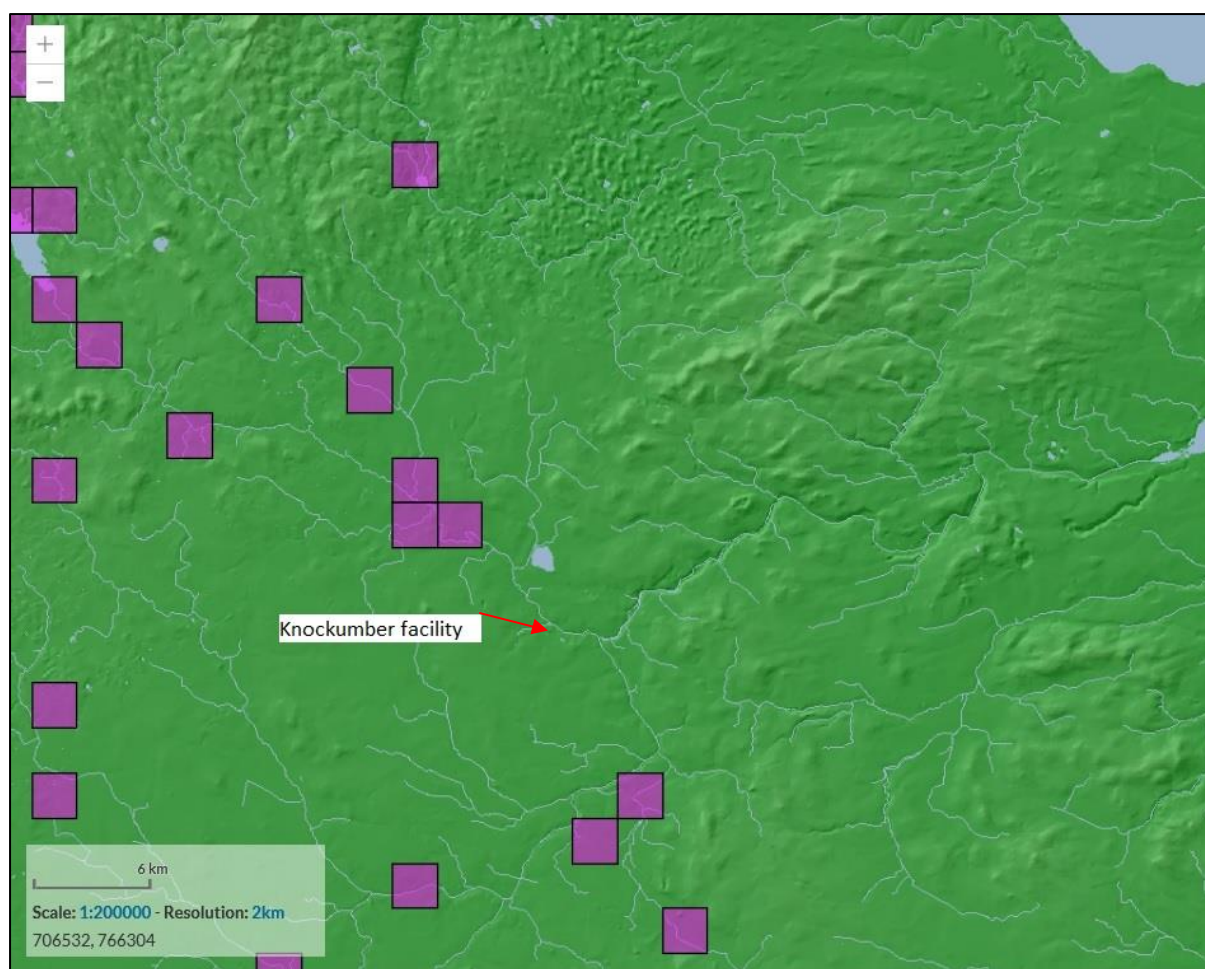 +
−
Knockumber facility
6 km
Scale: 1:200000 - Resolution: 2km
706532, 766304